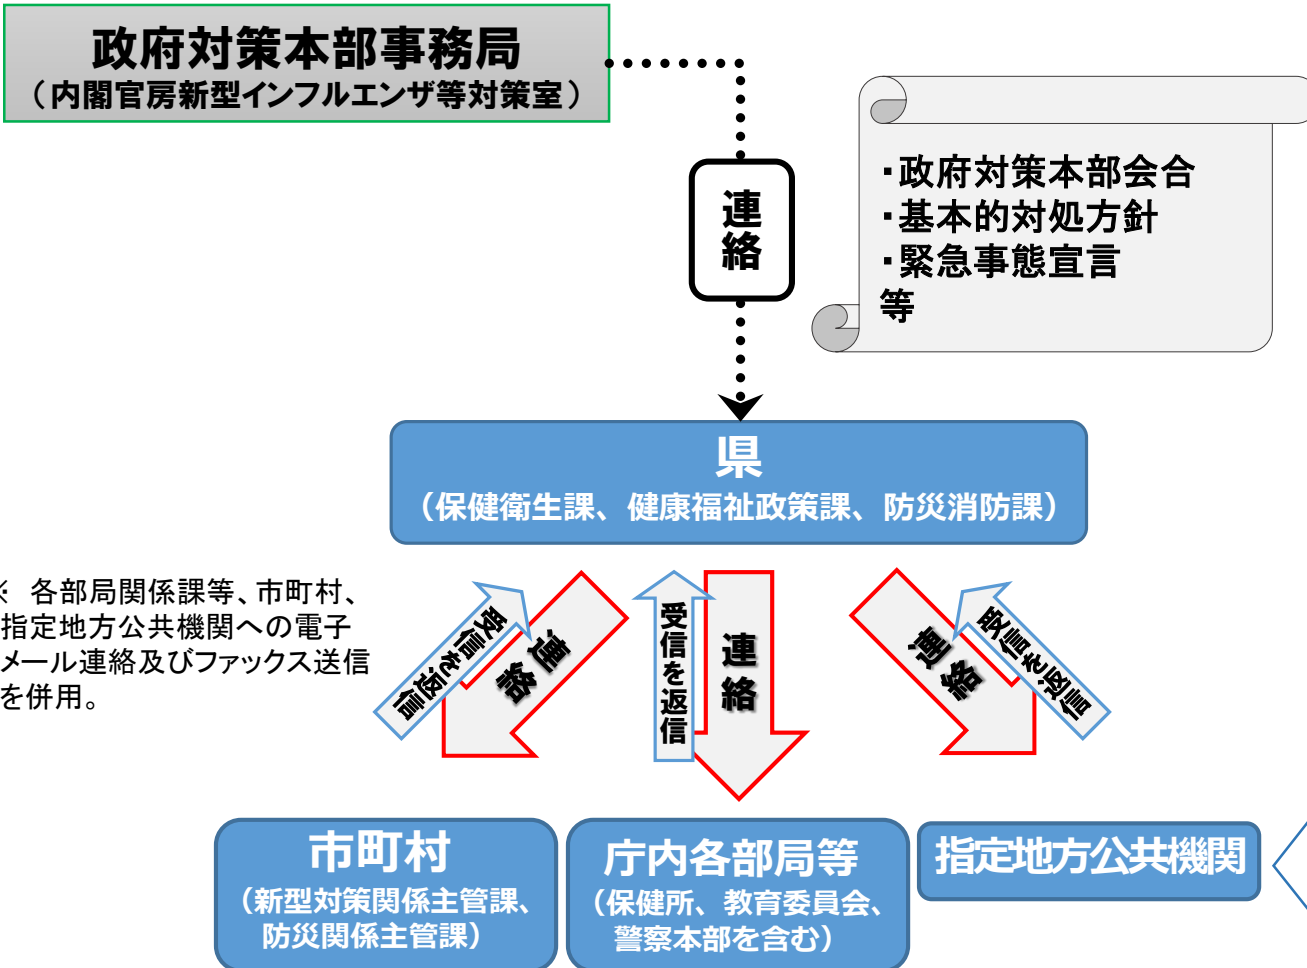 政府対策本部事務局
（内閣官房新型インフルエンザ等対策室）
連絡
・政府対策本部会合
・基本的対処方針
・緊急事態宣言
等
県
（保健衛生課、健康福祉政策課、防災消防課）
※ 各部局関係課等、市町村、
指定地方公共機関への電子
メール連絡及びファックス送信
を併用。
受信を返信
連絡
受信を返信
連絡
連絡
受信を返信
市町村
（新型対策関係主管課、
防災関係主管課）
庁内各部局等
（保健所、教育委員会、
警察本部を含む）
指定地方公共機関